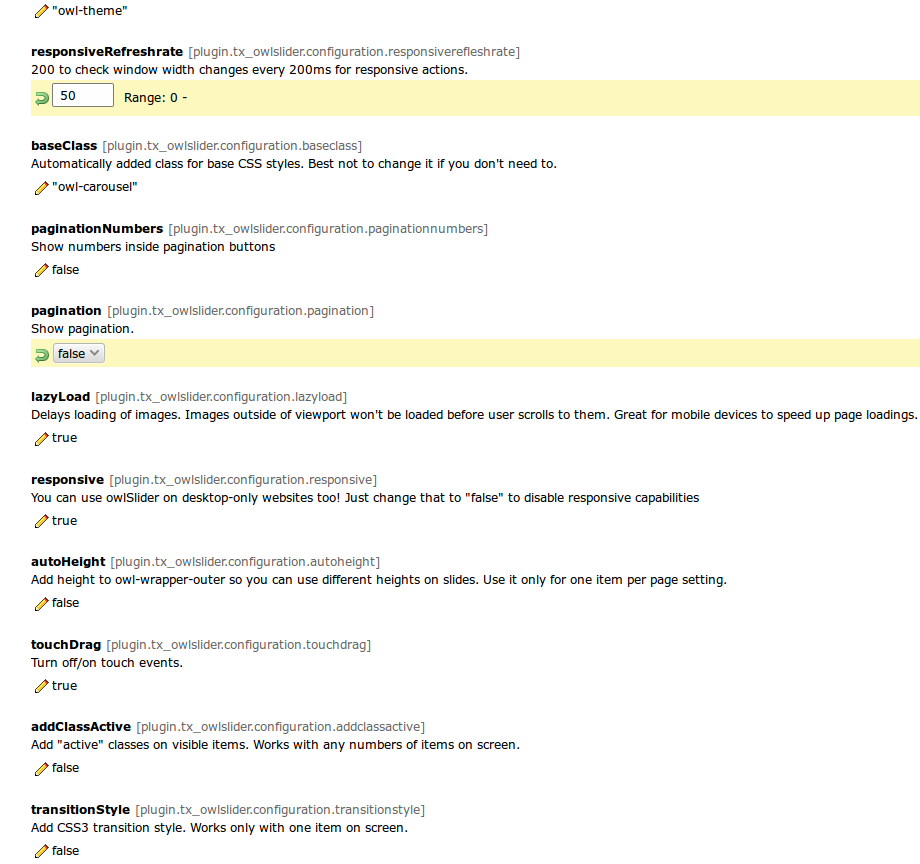 "owl-theme"
responsiveRefreshrate [plugin.tx_owlslider.configuration.responsiverefleshrate]
200 to check window width changes every 200ms for responsive actions.
50 Range: 0 -
baseClass [plugin.tx_owlslider.configuration.baseclass]
Automatically added class for base CSS styles. Best not to change it if you don't need to.
"owl-carousel"
paginationNumbers [plugin.tx_owlslider.configuration.paginationnumbers]
Show numbers inside pagination buttons
false
pagination [plugin.tx_owlslider.configuration.pagination]
Show pagination.
false
lazyLoad [plugin.tx_owlslider.configuration.lazyload]
Delays loading of images. Images outside of viewport won't be loaded before user scrolls to them. Great for mobile devices to speed up page loadings.
true
responsive [plugin.tx_owlslider.configuration.responsive]
You can use owlSlider on desktop-only websites too! Just change that to "false" to disable responsive capabilities
true
autoHeight [plugin.tx_owlslider.configuration.autoheight]
Add height to owl-wrapper-outer so you can use different heights on slides. Use it only for one item per page setting.
false
touchDrag [plugin.tx_owlslider.configuration.touchdrag]
Turn off/on touch events.
true
addClassActive [plugin.tx_owlslider.configuration.addclassactive]
Add "active" classes on visible items. Works with any numbers of items on screen.
false
transitionStyle [plugin.tx_owlslider.configuration.transitionstyle]
Add CSS3 transition style. Works only with one item on screen.
false